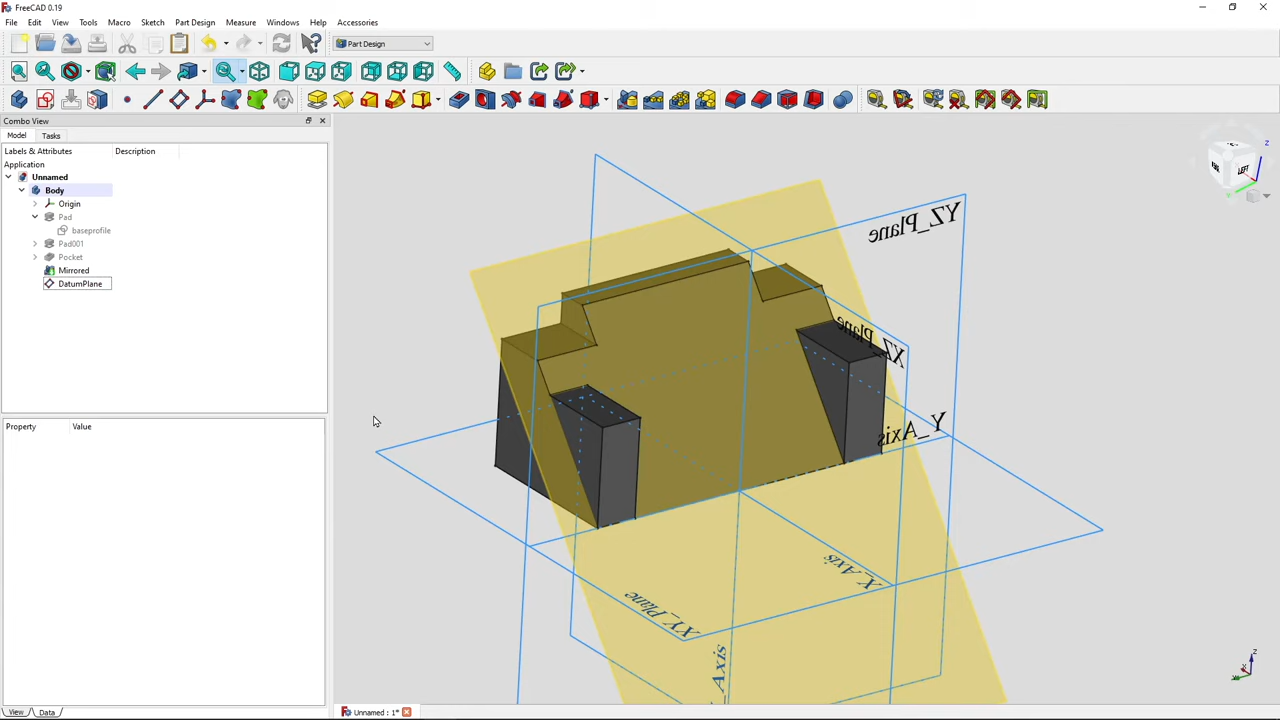 FreeCAD 0.19
File Edit View Tools Macro Sketch Part Design Measure Windows Help Accessories
Part Design
Combo View
Model Tasks
Labels & Attributes Description
Application
Unnamed
Body
Origin
Pad
baseprofile
Pad001
Pocket
Mirrored
DatumPlane
Property Value
YZ_Plane
XZ_Plane
Y_Axis
X_Axis
XY_Plane
_Axis
Z
Z
X
View Data
Unnamed : 1*